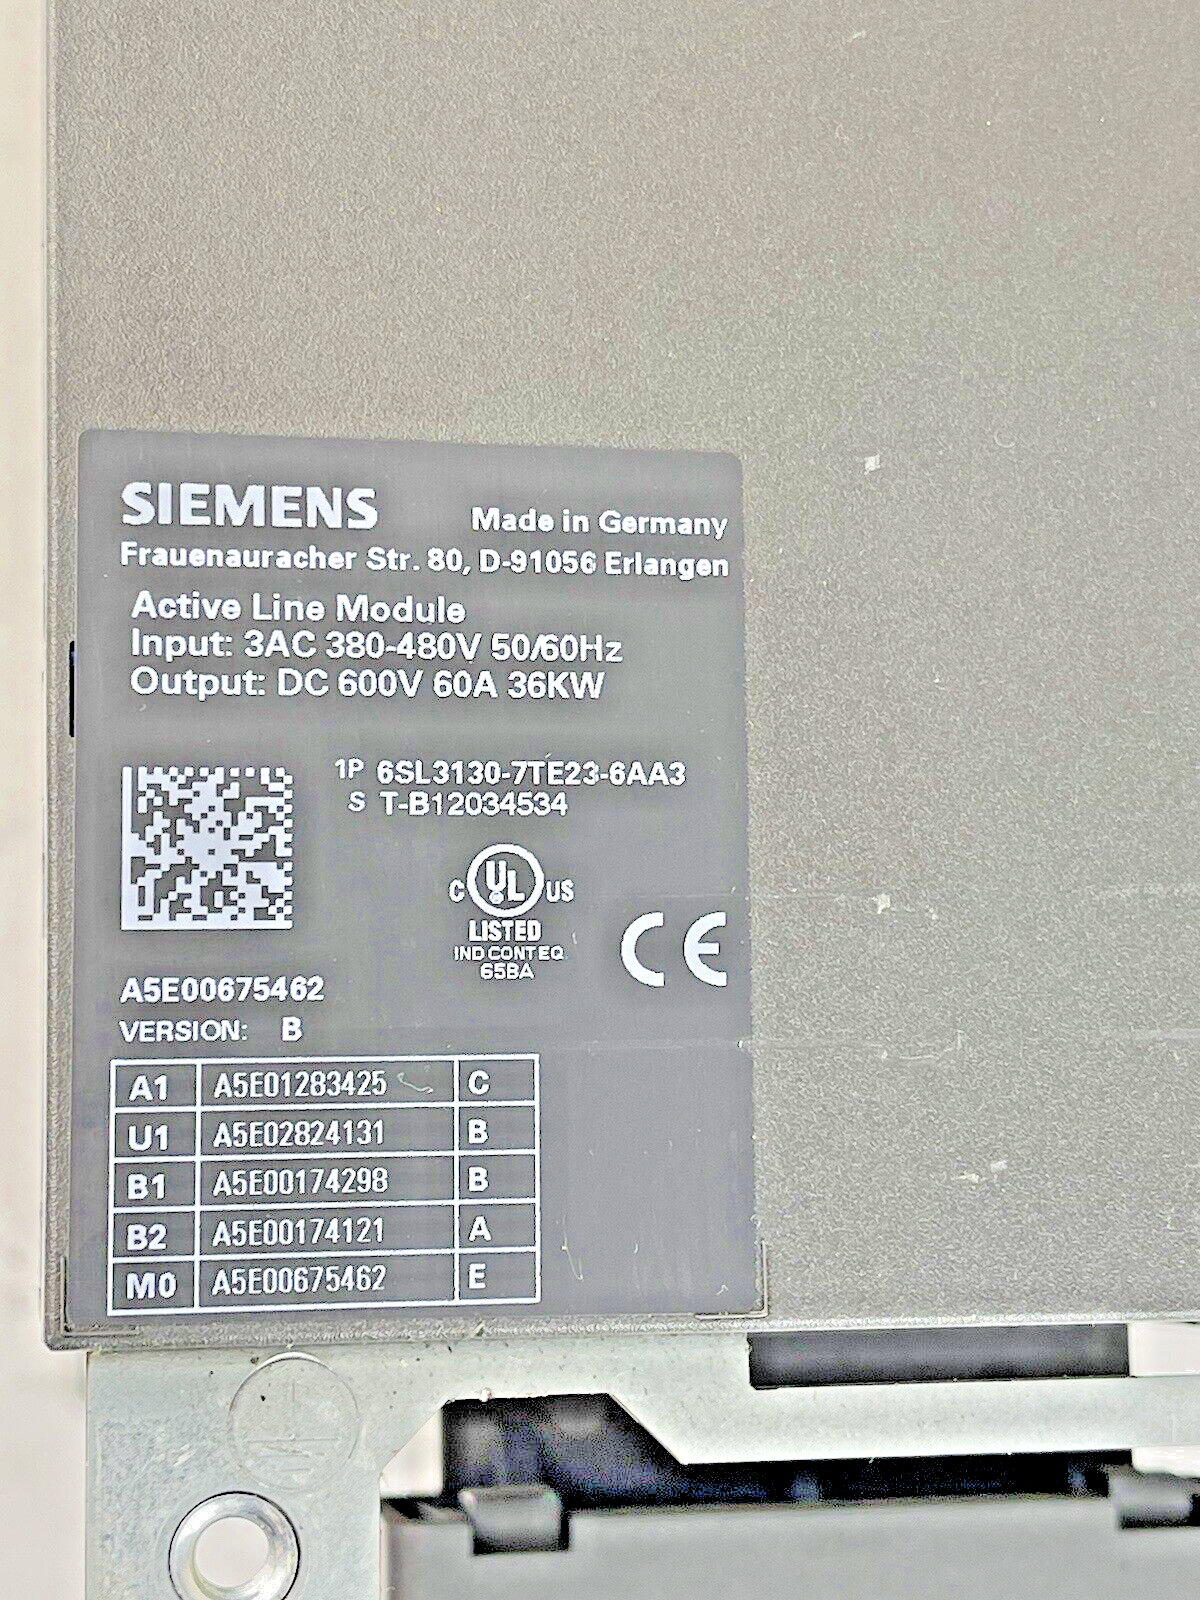 SIEMENS Made in Germany
Frauenauracher Str. 80, D-91056 Erlangen
Active Line Module
Input: 3AC 380-480V 50/60Hz
Output: DC 600V 60A 36KW
1P 6SL3130-7TE23-6AA3
S T-B12034534
C UL US
LISTED
IND CONT EQ
65BA
CE
A5E00675462
VERSION: B
A1 A5E01283425 C
U1 A5E02824131 B
B1 A5E00174298 B
B2 A5E00174121 A
M0 A5E00675462 E